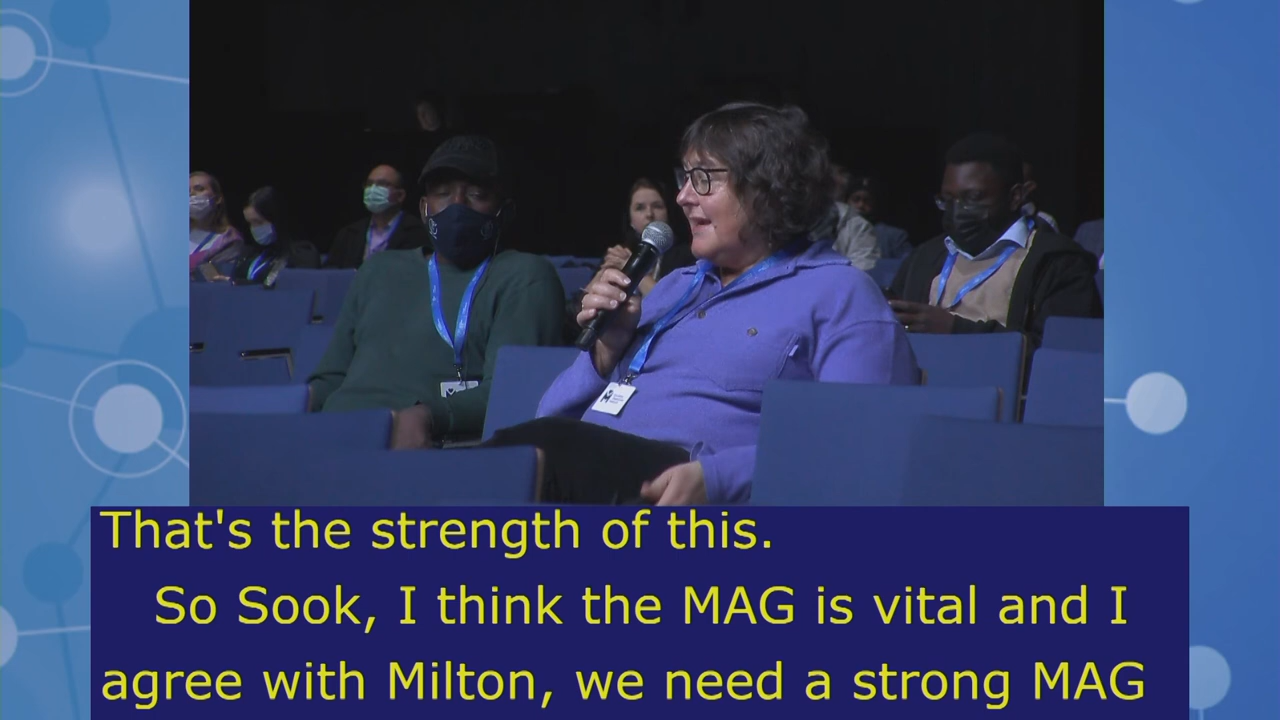 That's the strength of this.
So Sook, I think the MAG is vital and I
agree with Milton, we need a strong MAG